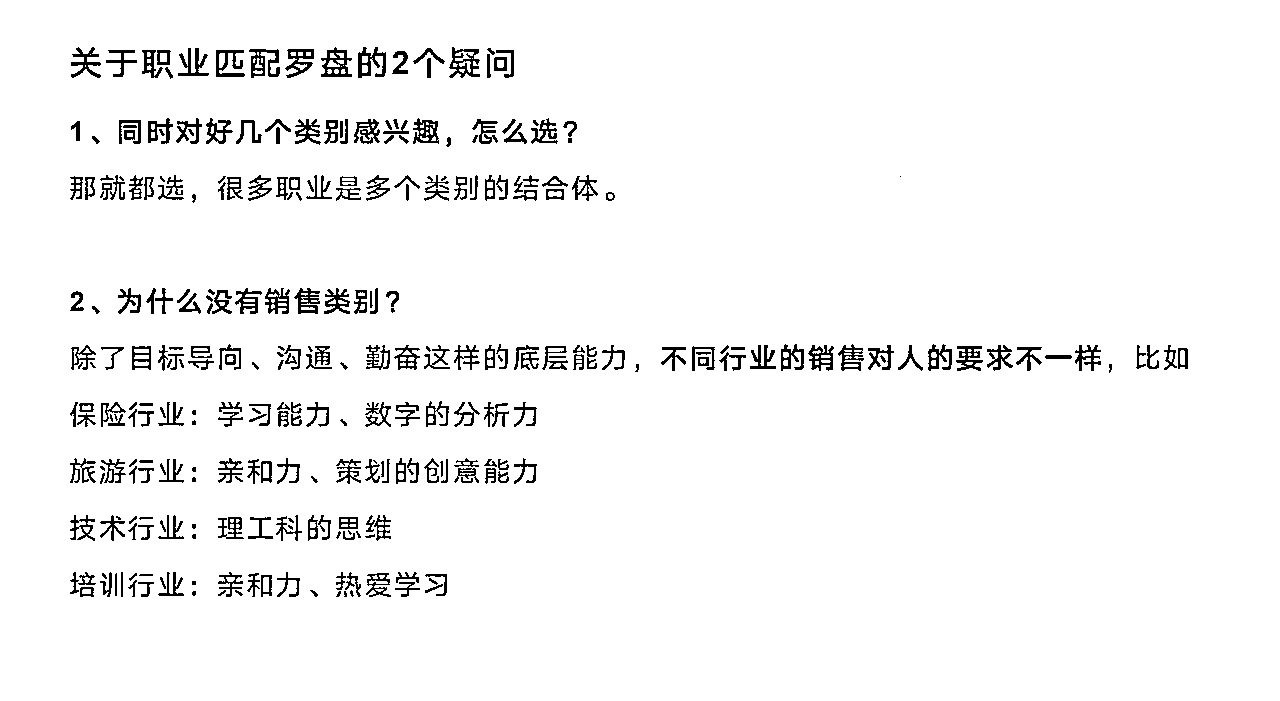 关于职业匹配罗盘的2个疑问
1、同时对好几个类别感兴趣，怎么选？
那就都选，很多职业是多个类别的结合体。
2、为什么没有销售类别？
除了目标导向、沟通、勤奋这样的底层能力，不同行业的销售对人的要求不一样，比如
保险行业：学习能力、数字的分析力
旅游行业：亲和力、策划的创意能力
技术行业：理工科的思维
培训行业：亲和力、热爱学习